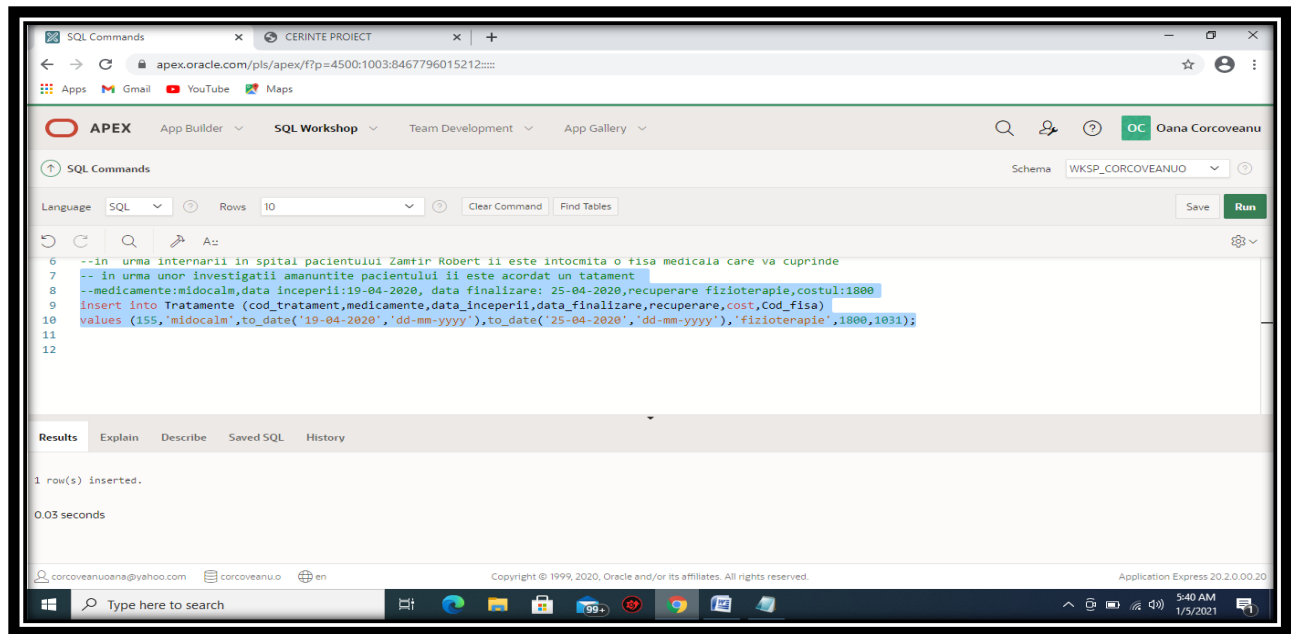 SQL Commands CERINTE PROIECT
apex.oracle.com/pls/apex/f?p=4500:1003:8467796015212:::::
Apps Gmail YouTube Maps
APEX App Builder SQL Workshop Team Development App Gallery OC Oana Corcoveanu
SQL Commands Schema WKSP_CORCOVEANUO
Language SQL Rows 10 Clear Command Find Tables Save Run
6 --in urma internarii in spital pacientului Zamfir Robert ii este intocmita o fisa medicala care va cuprinde
7 -- in urma unor investigatii amanuntite pacientului ii este acordat un tatament
8 --medicamente:midocalm,data inceperii:19-04-2020, data finalizare: 25-04-2020,recuperare fizioterapie,costul:1800
9 insert into Tratamente (cod_tratament,medicamente,data_inceperii,data_finalizare,recuperare,cost,Cod_fisa)
10 values (155,'midocalm',to_date('19-04-2020','dd-mm-yyyy'),to_date('25-04-2020','dd-mm-yyyy'),'fizioterapie',1800,1031);
11
12
Results Explain Describe Saved SQL History
1 row(s) inserted.
0.03 seconds
corcoveanuoana@yahoo.com corcoveanu.o en Copyright © 1999, 2020, Oracle and/or its affiliates. All rights reserved. Application Express 20.2.0.00.20
Type here to search 99+ 5:40 AM
1/5/2021 1